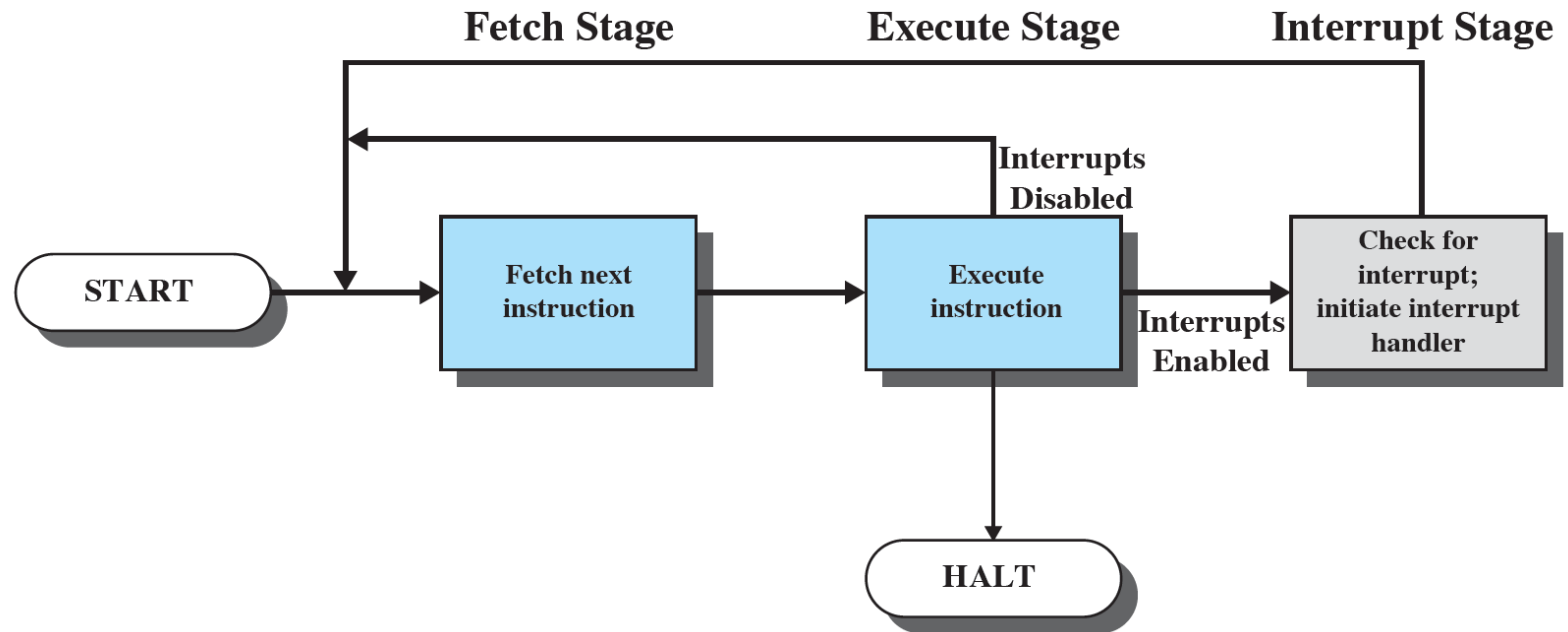 Fetch Stage
Execute Stage
Interrupt Stage
Interrupts
Disabled
START
Fetch next
instruction
Execute
instruction
Interrupts
Enabled
Check for
interrupt;
initiate interrupt
handler
HALT